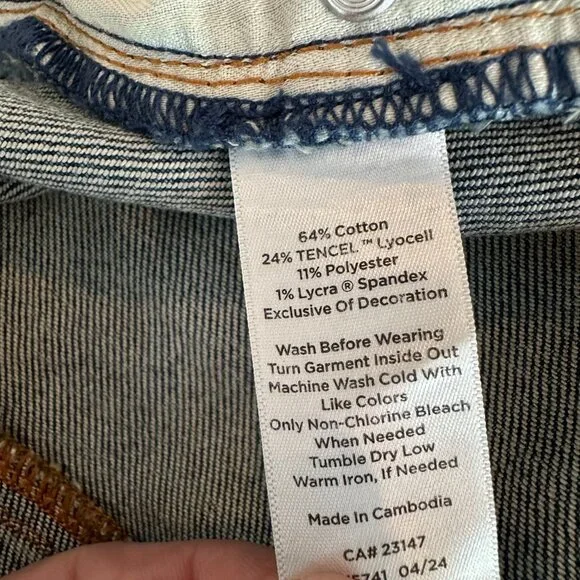 64% Cotton
24% TENCEL™ Lyocell
11% Polyester
1% Lycra ® Spandex
Exclusive Of Decoration
Wash Before Wearing
Turn Garment Inside Out
Machine Wash Cold With
Like Colors
Only Non-Chlorine Bleach
When Needed
Tumble Dry Low
Warm Iron, If Needed
Made In Cambodia
CA# 23147
04/24